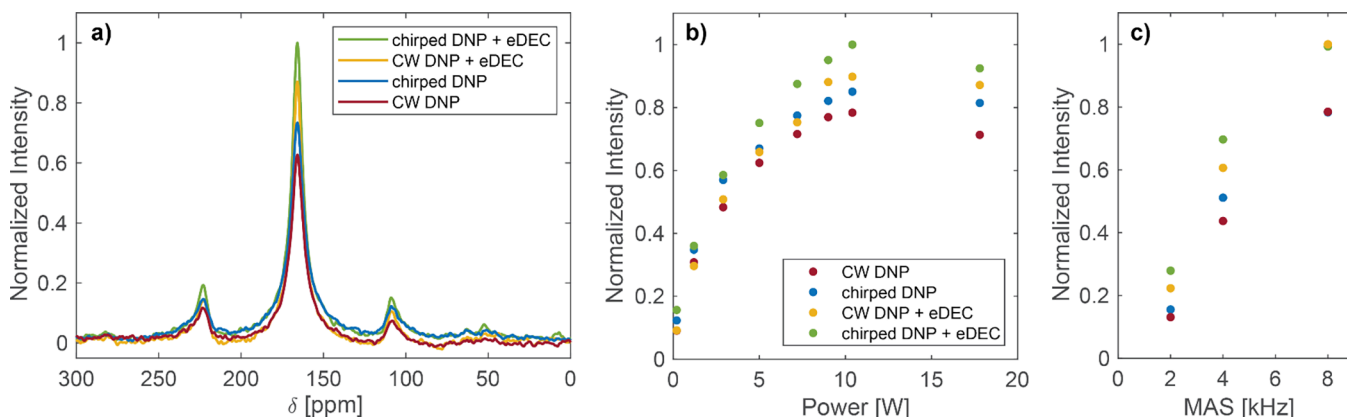 a)
chirped DNP + eDEC
CW DNP + eDEC
chirped DNP
CW DNP
1
0.8
0.6
0.4
0.2
0
Normalized Intensity
300 250 200 150 100 50 0
δ [ppm]
b)
1
0.8
0.6
0.4
0.2
0
Normalized Intensity
CW DNP
chirped DNP
CW DNP + eDEC
chirped DNP + eDEC
0 5 10 15 20
Power [W]
c)
1
0.8
0.6
0.4
0.2
0
Normalized Intensity
0 2 4 6 8
MAS [kHz]